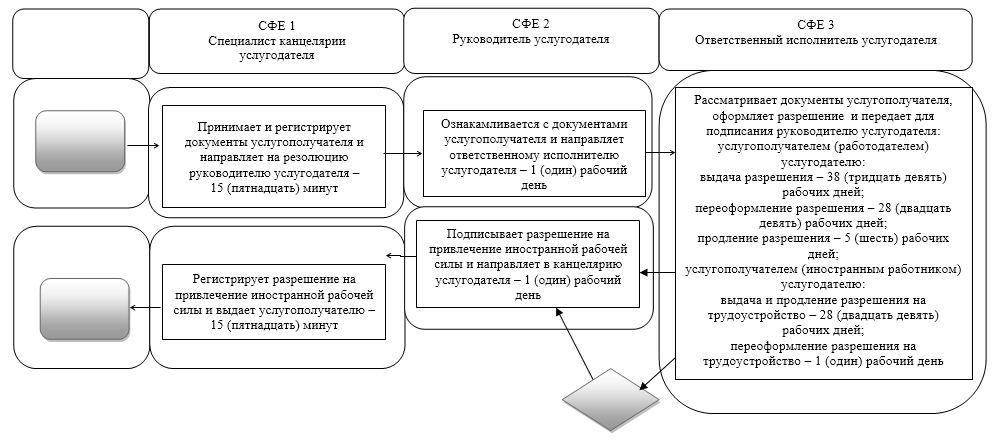 СФЕ 1
Специалист канцелярии
услугодателя
СФЕ 2
Руководитель услугодателя
СФЕ 3
Ответственный исполнитель услугодателя
Принимает и регистрирует
документы услугополучателя и
направляет на резолюцию
руководителю услугодателя –
15 (пятнадцать) минут
Ознакамливается с документами
услугополучателя и направляет
ответственному исполнителю
услугодателя – 1 (один) рабочий
день
Рассматривает документы услугополучателя,
оформляет разрешение и передает для
подписания руководителю услугодателя:
услугополучателем (работодателем)
услугодателю:
выдача разрешения – 38 (тридцать девять)
рабочих дней;
переоформление разрешения – 28 (двадцать
девять) рабочих дней;
продление разрешения – 5 (шесть) рабочих
дней;
услугополучателем (иностранным работником)
услугодателю:
выдача и продление разрешения на
трудоустройство – 28 (двадцать девять)
рабочих дней;
переоформление разрешения на
трудоустройство – 1 (один) рабочий день
Подписывает разрешение на
привлечение иностранной рабочей
силы и направляет в канцелярию
услугодателя – 1 (один) рабочий
день
Регистрирует разрешение на
привлечение иностранной рабочей
силы и выдает услугополучателю –
15 (пятнадцать) минут